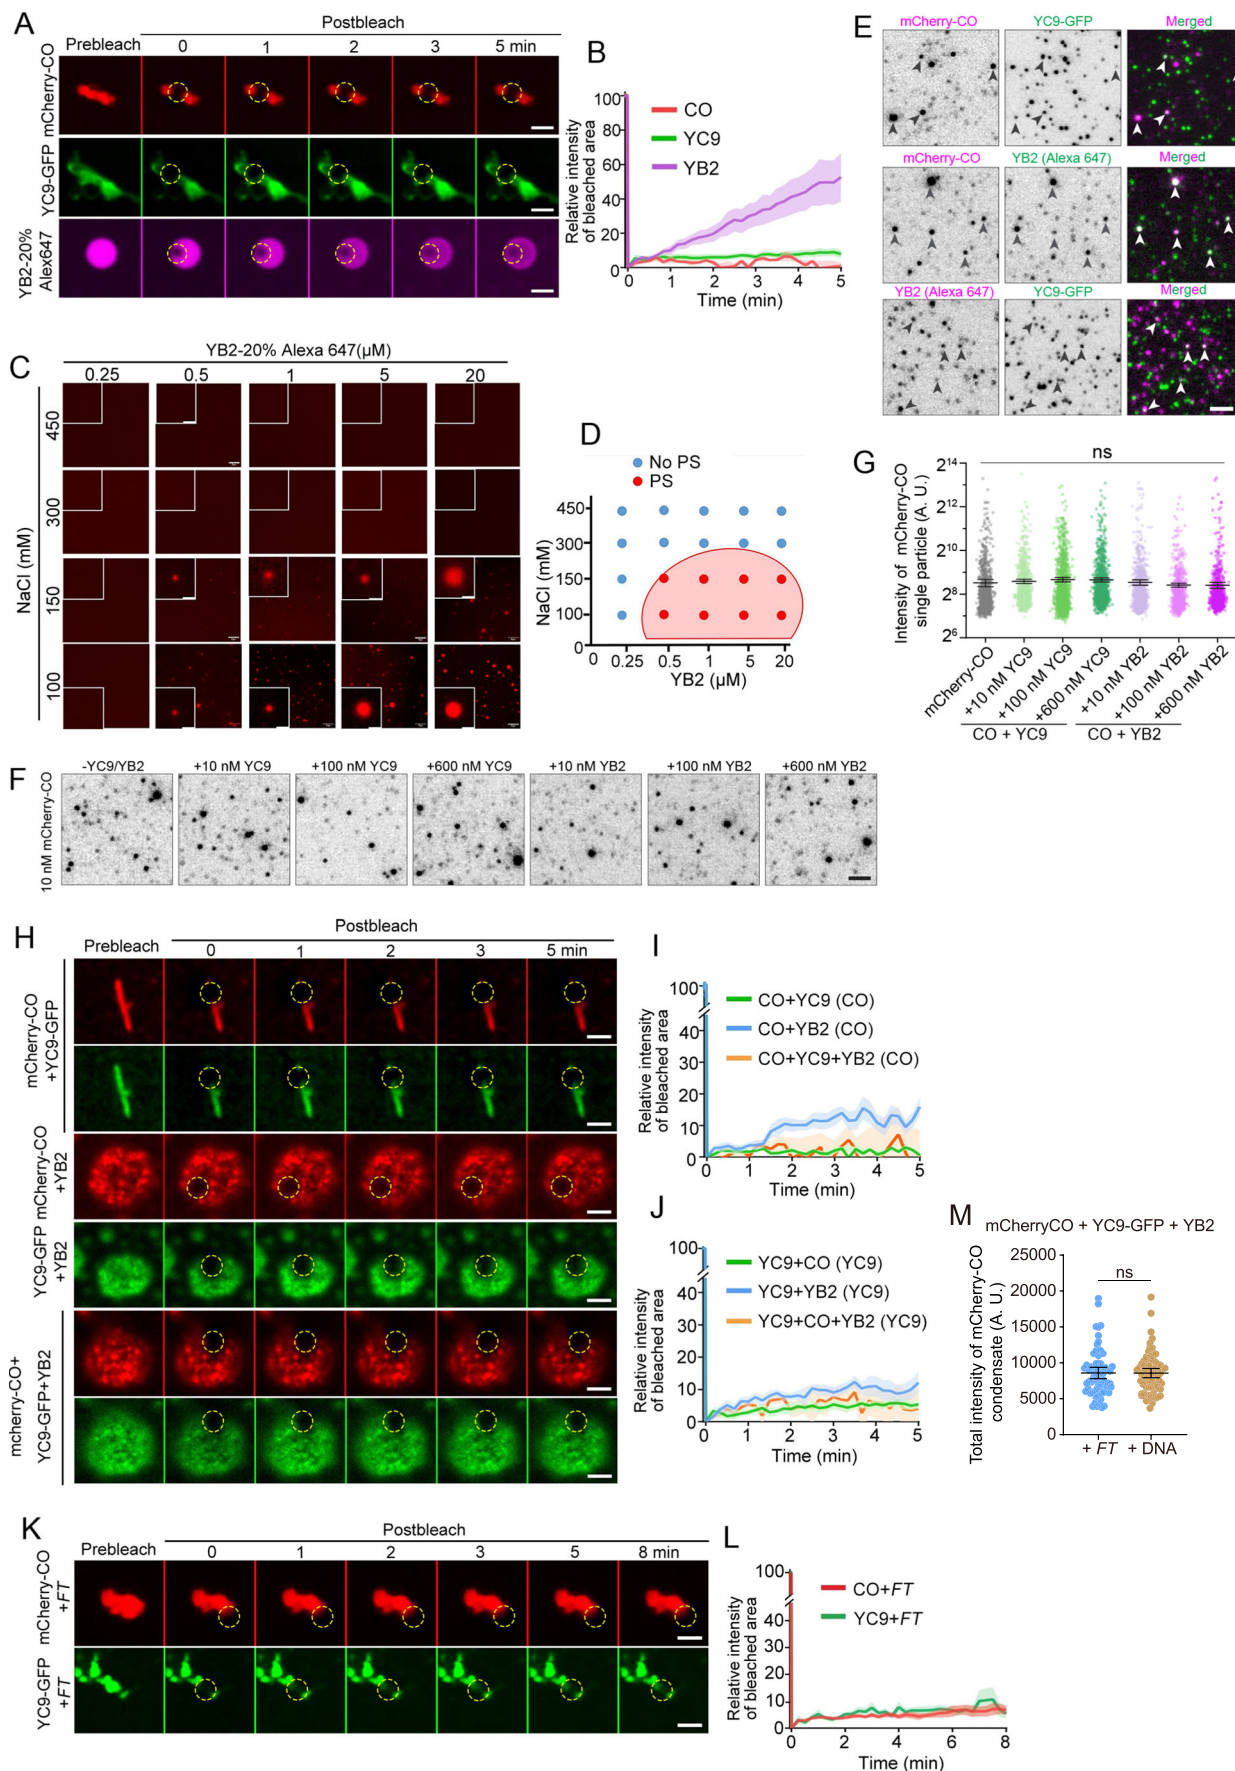 A
Postbleach
Prebleach
0
1
2
3
5 min
mCherry-CO
YC9-GFP
YB2-20%
Alex647
B
Relative intensity
of bleached area
100
80
60
40
20
0
CO
YC9
YB2
0
1
2
3
4
5
Time (min)
E
mCherry-CO
YC9-GFP
Merged
mCherry-CO
YB2 (Alexa 647)
Merged
YB2 (Alexa 647)
YC9-GFP
Merged
C
YB2-20% Alexa 647(µM)
0.25
0.5
1
5
20
NaCl (mM)
450
300
150
100
D
No PS
PS
NaCl (mM)
450
300
150
100
0
0
0.25
0.5
1
5
20
YB2 (µM)
G
ns
Intensity of mCherry-CO
single particle (A. U.)
2^14
2^12
2^10
2^8
2^6
mCherry-CO
+10 nM YC9
+100 nM YC9
+600 nM YC9
+10 nM YB2
+100 nM YB2
+600 nM YB2
CO + YC9
CO + YB2
F
-YC9/YB2
+10 nM YC9
+100 nM YC9
+600 nM YC9
+10 nM YB2
+100 nM YB2
+600 nM YB2
10 nM mCherry-CO
H
Postbleach
Prebleach
0
1
2
3
5 min
mCherry-CO
+YC9-GFP
mCherry-CO
+YB2
YC9-GFP
+YB2
mcherry-CO+
YC9-GFP+YB2
I
Relative intensity
of bleached area
100
40
30
20
10
0
CO+YC9 (CO)
CO+YB2 (CO)
CO+YC9+YB2 (CO)
0
1
2
3
4
5
Time (min)
J
Relative intensity
of bleached area
100
40
30
20
10
0
YC9+CO (YC9)
YC9+YB2 (YC9)
YC9+CO+YB2 (YC9)
0
1
2
3
4
5
Time (min)
M
mCherryCO + YC9-GFP + YB2
Total intensity of mCherry-CO
condensate (A. U.)
25000
20000
15000
10000
5000
0
ns
+ FT
+ DNA
K
Postbleach
Prebleach
0
1
2
3
5
8 min
mCherry-CO
+FT
YC9-GFP
+FT
L
Relative intensity
of bleached area
100
40
30
20
10
0
CO+FT
YC9+FT
0
2
4
6
8
Time (min)